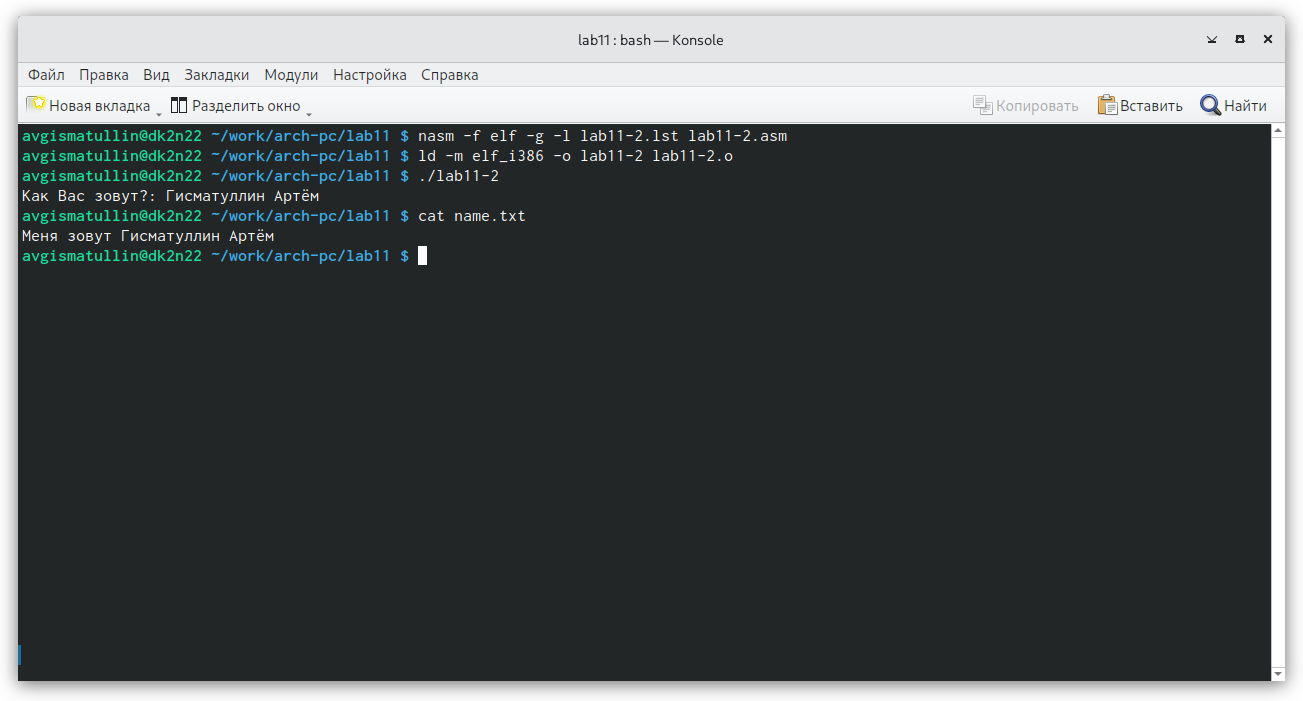 lab11 : bash — Konsole
Файл Правка Вид Закладки Модули Настройка Справка
Новая вкладка Разделить окно Копировать Вставить Найти
avgismatullin@dk2n22 ~/work/arch-pc/lab11 $ nasm -f elf -g -l lab11-2.lst lab11-2.asm
avgismatullin@dk2n22 ~/work/arch-pc/lab11 $ ld -m elf_i386 -o lab11-2 lab11-2.o
avgismatullin@dk2n22 ~/work/arch-pc/lab11 $ ./lab11-2
Как Вас зовут?: Гисматуллин Артём
avgismatullin@dk2n22 ~/work/arch-pc/lab11 $ cat name.txt
Меня зовут Гисматуллин Артём
avgismatullin@dk2n22 ~/work/arch-pc/lab11 $